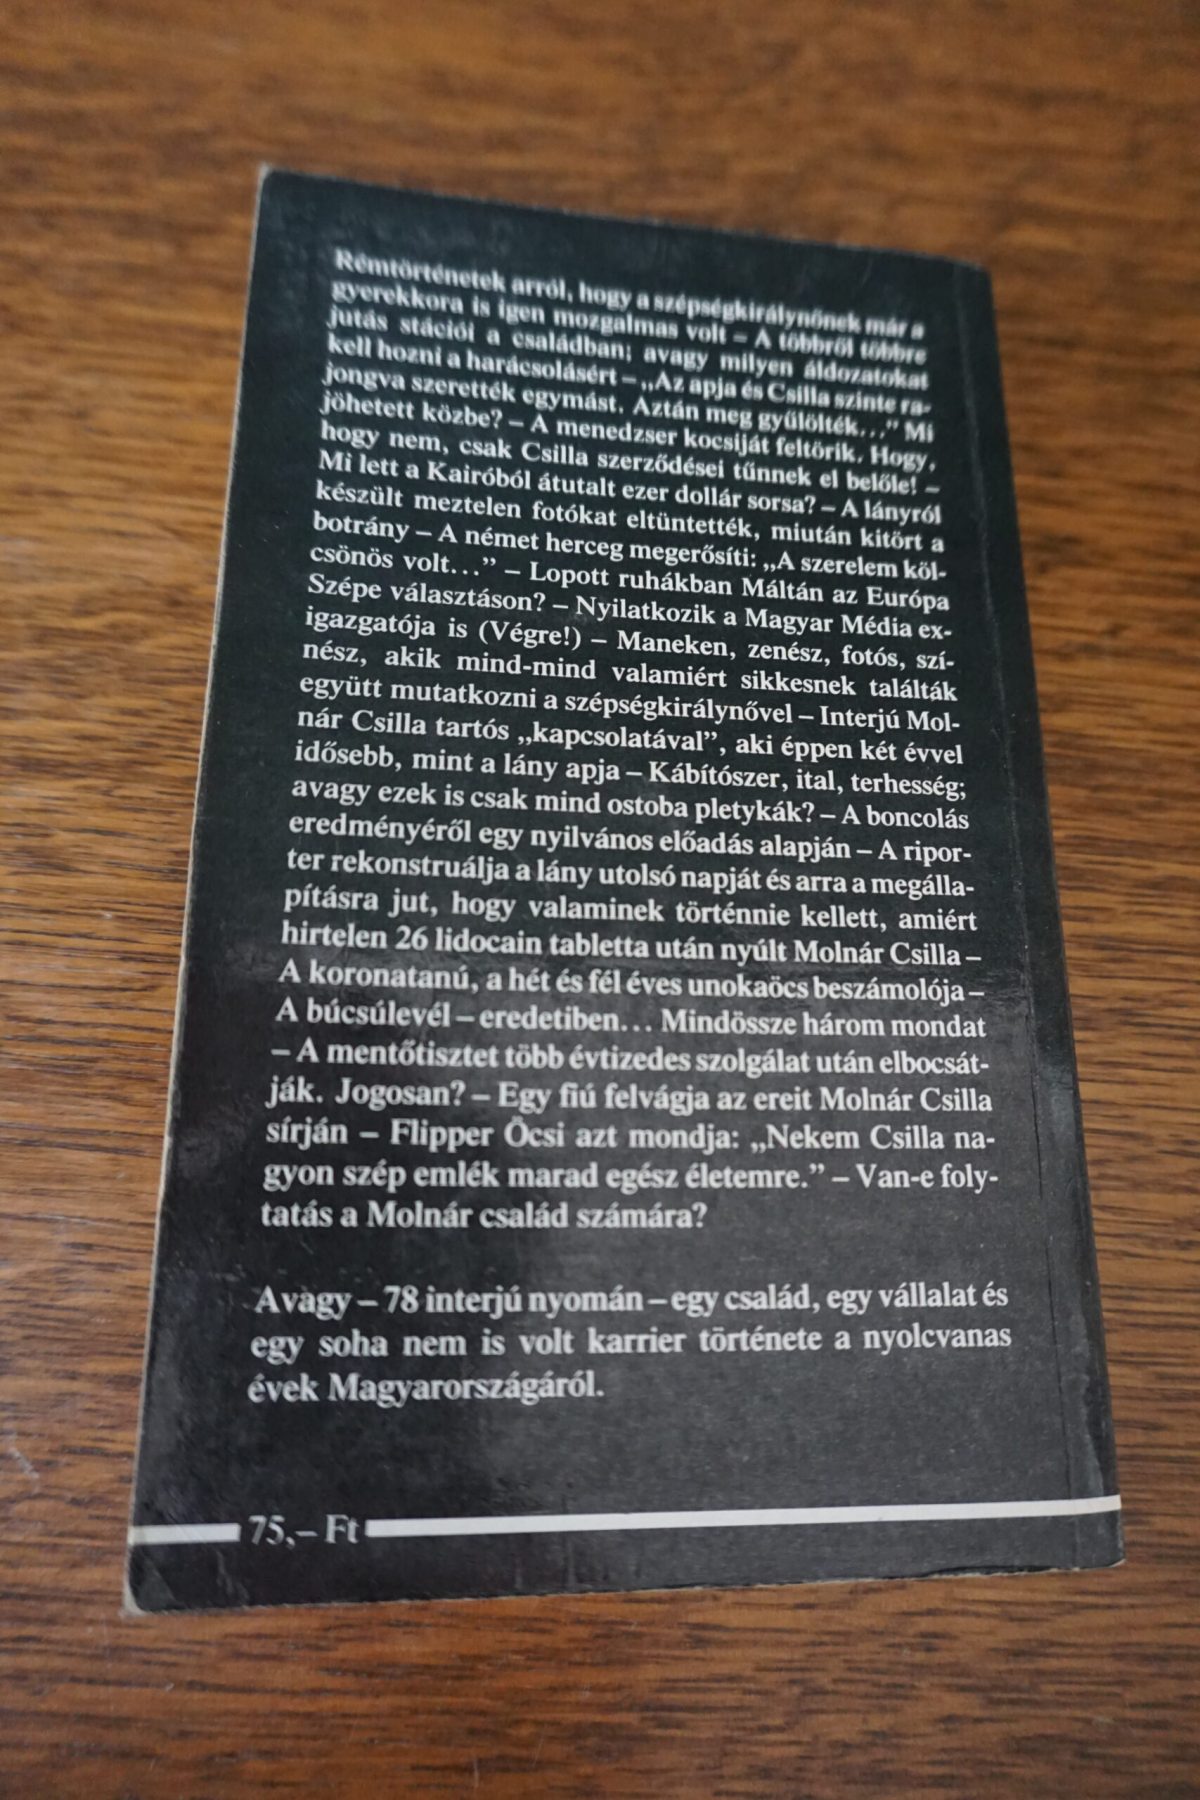 Rémtörténetek arról, hogy a szépségkirálynőnek már a
gyerekkora is igen mozgalmas volt – A többről többre
jutás stációi a családban; avagy milyen áldozatokat
kell hozni a harácsolásért – „Az apja és Csilla szinte ra-
jongva szerették egymást. Aztán meg gyűlölték...” Mi
jöhetett közbe? – A menedzser kocsiját feltörik. Hogy,
hogy nem, csak Csilla szerződései tűnnek el belőle! –
Mi lett a Kairóból átutalt ezer dollár sorsa? – A lányról
készült meztelen fotókat eltüntették, miután kitört a
botrány – A német herceg megerősíti: „A szerelem köl-
csönös volt...” – Lopott ruhákban Máltán az Európa
Szépe választáson? – Nyilatkozik a Magyar Média ex-
igazgatója is (Végre!) – Maneken, zenész, fotós, szí-
nész, akik mind-mind valamiért sikkesnek találták
együtt mutatkozni a szépségkirálynővel – Interjú Mol-
nár Csilla tartós „kapcsolatával”, aki éppen két évvel
idősebb, mint a lány apja – Kábítószer, ital, terhesség;
avagy ezek is csak mind ostoba pletykák? – A boncolás
eredményéről egy nyilvános előadás alapján – A ripor-
ter rekonstruálja a lány utolsó napját és arra a megálla-
pításra jut, hogy valaminek történnie kellett, amiért
hirtelen 26 lidocain tabletta után nyúlt Molnár Csilla –
A koronatanú, a hét és fél éves unokaöcs beszámolója –
A búcsúlevél – eredetiben... Mindössze három mondat
– A mentőtisztet több évtizedes szolgálat után elbocsát-
ják. Jogosan? – Egy fiú felvágja az ereit Molnár Csilla
sírján – Flipper Öcsi azt mondja: „Nekem Csilla na-
gyon szép emlék marad egész életemre.” – Van-e foly-
tatás a Molnár család számára?
Avagy – 78 interjú nyomán – egy család, egy vállalat és
egy soha nem is volt karrier története a nyolcvanas
évek Magyarországáról.
75,– Ft